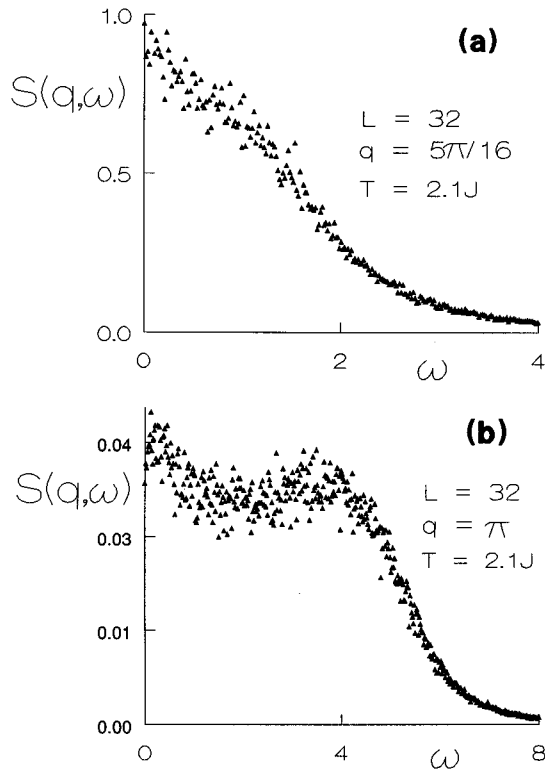 1.0
(a)
S(q,ω)
L = 32
q = 5π/16
T = 2.1J
0.5
0.0
0
2
4
ω
(b)
0.04
S(q,ω)
L = 32
q = π
T = 2.1J
0.03
0.01
0.00
0
4
8
ω